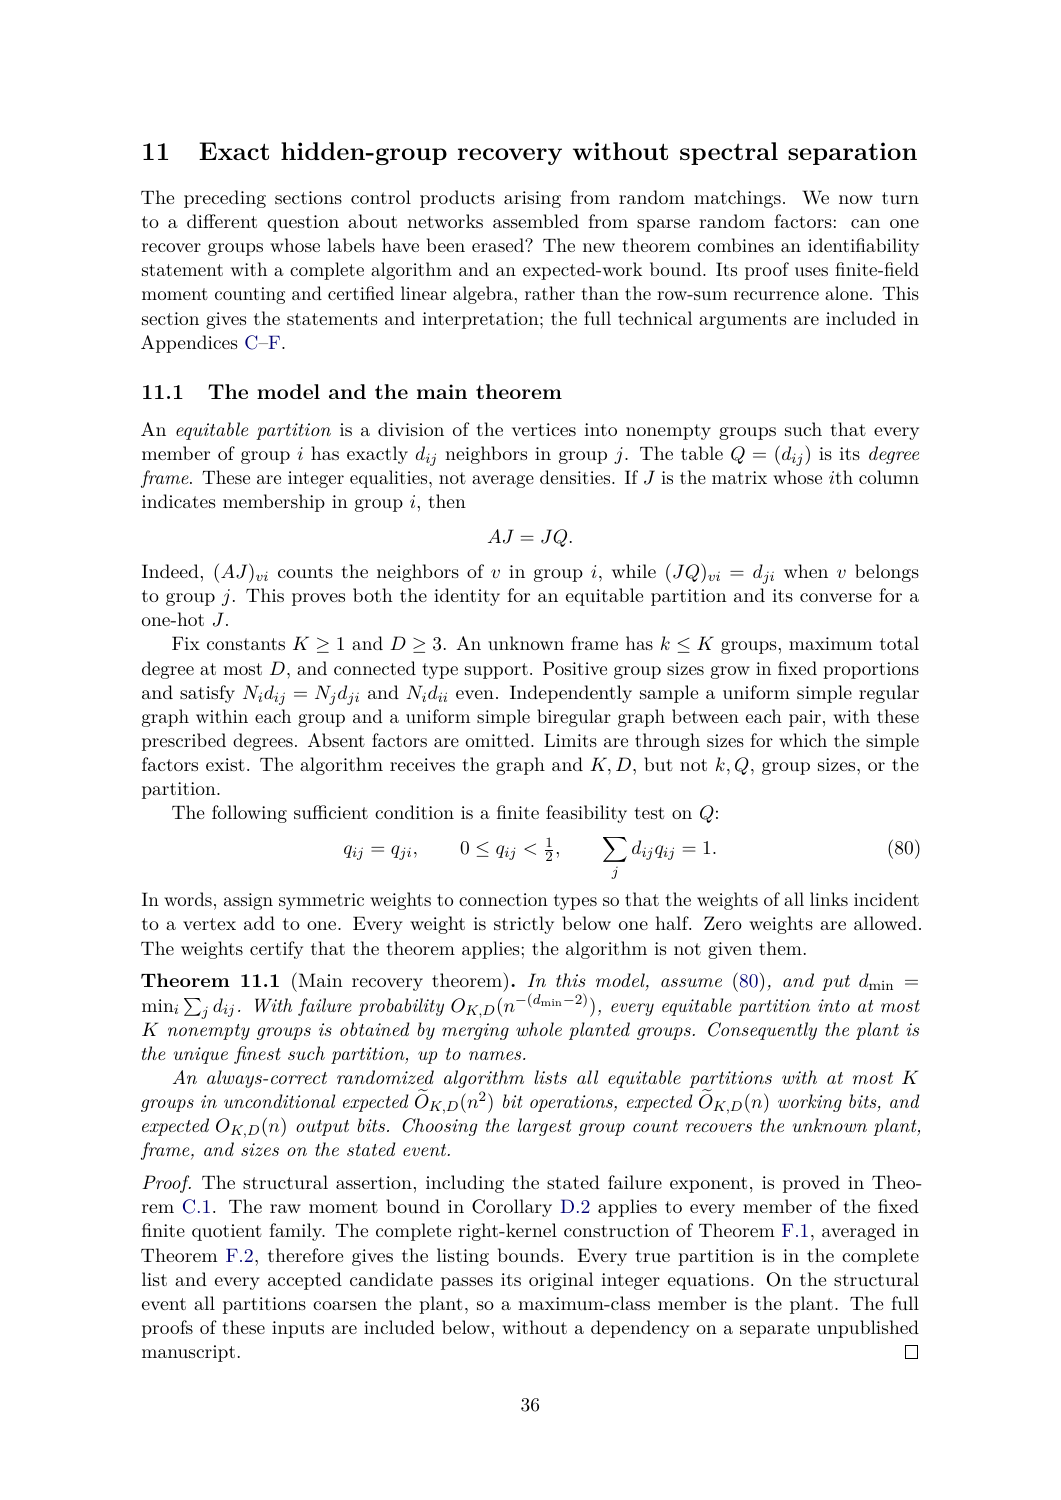 11 Exact hidden-group recovery without spectral separation
The preceding sections control products arising from random matchings. We now turn
to a different question about networks assembled from sparse random factors: can one
recover groups whose labels have been erased? The new theorem combines an identifiability
statement with a complete algorithm and an expected-work bound. Its proof uses finite-field
moment counting and certified linear algebra, rather than the row-sum recurrence alone. This
section gives the statements and interpretation; the full technical arguments are included in
Appendices C–F.
11.1 The model and the main theorem
An equitable partition is a division of the vertices into nonempty groups such that every
member of group i has exactly d_{ij} neighbors in group j. The table Q = (d_{ij}) is its degree
frame. These are integer equalities, not average densities. If J is the matrix whose ith column
indicates membership in group i, then
AJ = JQ.
Indeed, (AJ)_{vi} counts the neighbors of v in group i, while (JQ)_{vi} = d_{ji} when v belongs
to group j. This proves both the identity for an equitable partition and its converse for a
one-hot J.
Fix constants K ≥ 1 and D ≥ 3. An unknown frame has k ≤ K groups, maximum total
degree at most D, and connected type support. Positive group sizes grow in fixed proportions
and satisfy N_i d_{ij} = N_j d_{ji} and N_i d_{ii} even. Independently sample a uniform simple regular
graph within each group and a uniform simple biregular graph between each pair, with these
prescribed degrees. Absent factors are omitted. Limits are through sizes for which the simple
factors exist. The algorithm receives the graph and K, D, but not k, Q, group sizes, or the
partition.
The following sufficient condition is a finite feasibility test on Q:
q_{ij} = q_{ji}, 0 ≤ q_{ij} < 1/2, ∑_j d_{ij}q_{ij} = 1. (80)
In words, assign symmetric weights to connection types so that the weights of all links incident
to a vertex add to one. Every weight is strictly below one half. Zero weights are allowed.
The weights certify that the theorem applies; the algorithm is not given them.
Theorem 11.1 (Main recovery theorem). In this model, assume (80), and put d_{min} =
min_i ∑_j d_{ij}. With failure probability O_{K,D}(n^{−(d_{min}−2)}), every equitable partition into at most
K nonempty groups is obtained by merging whole planted groups. Consequently the plant is
the unique finest such partition, up to names.
An always-correct randomized algorithm lists all equitable partitions with at most K
groups in unconditional expected Õ_{K,D}(n²) bit operations, expected Õ_{K,D}(n) working bits, and
expected O_{K,D}(n) output bits. Choosing the largest group count recovers the unknown plant,
frame, and sizes on the stated event.
Proof. The structural assertion, including the stated failure exponent, is proved in Theo-
rem C.1. The raw moment bound in Corollary D.2 applies to every member of the fixed
finite quotient family. The complete right-kernel construction of Theorem F.1, averaged in
Theorem F.2, therefore gives the listing bounds. Every true partition is in the complete
list and every accepted candidate passes its original integer equations. On the structural
event all partitions coarsen the plant, so a maximum-class member is the plant. The full
proofs of these inputs are included below, without a dependency on a separate unpublished
manuscript. □
36